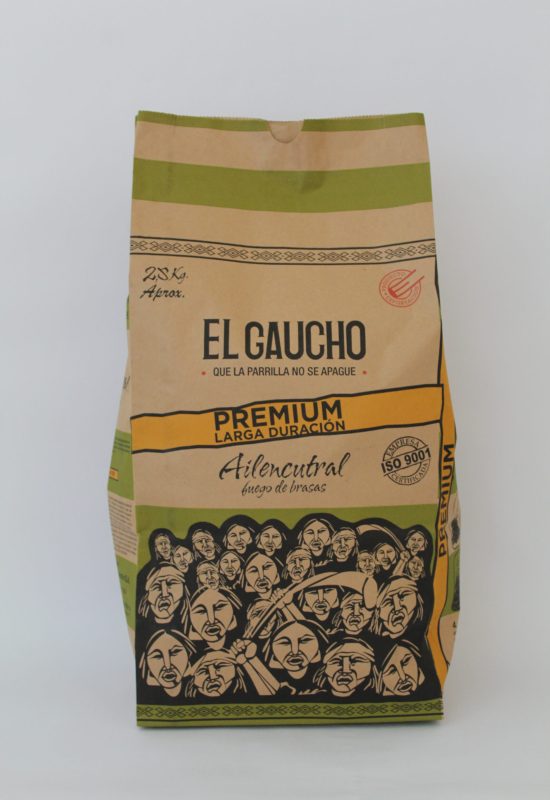 2,5 Kg.
Aprox.
EL GAUCHO
• QUE LA PARRILLA NO SE APAGUE •
PREMIUM
LARGA DURACIÓN
EMPRESA
ISO 9001
CERTIFICADA
Ailencutral
fuego de brasas
PREMIUM